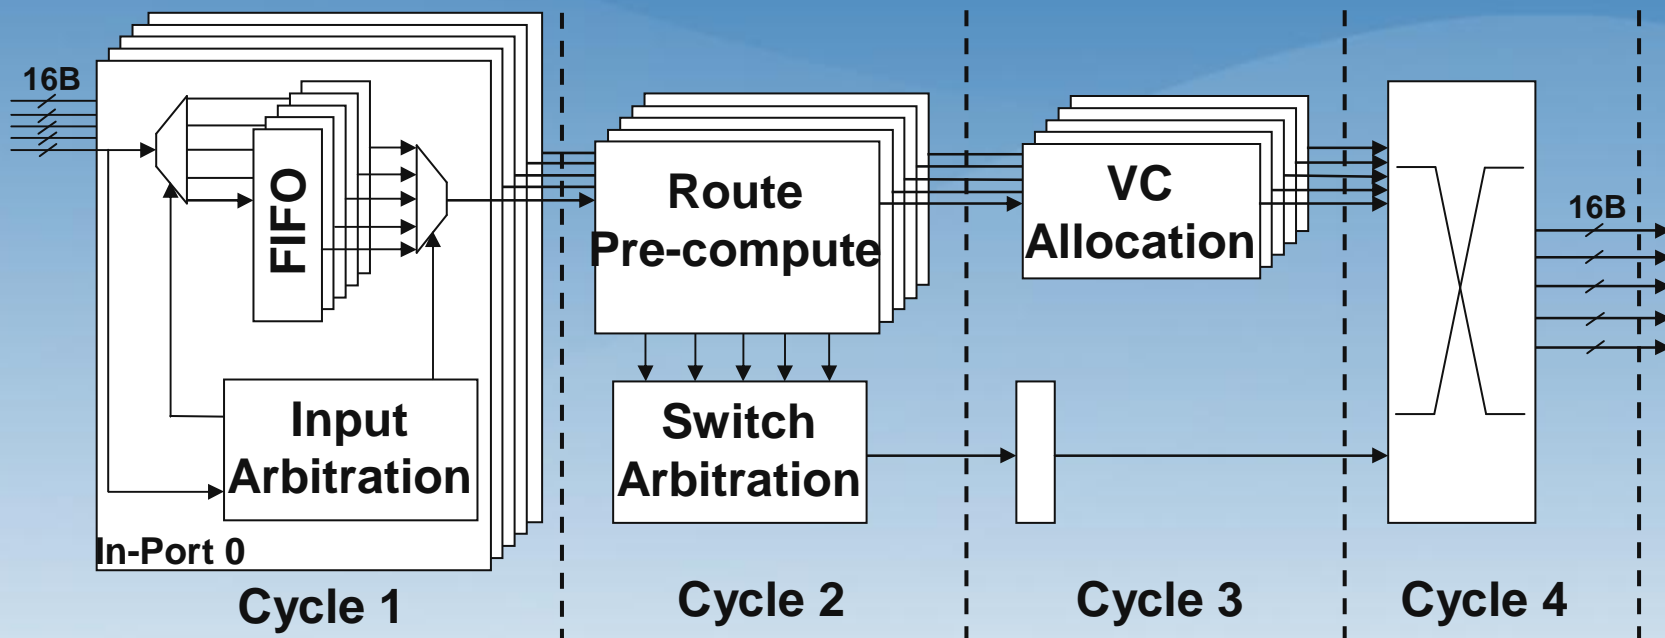 16B
FIFO
Input
Arbitration
In-Port 0
Cycle 1
Route
Pre-compute
Switch
Arbitration
Cycle 2
VC
Allocation
Cycle 3
16B
Cycle 4